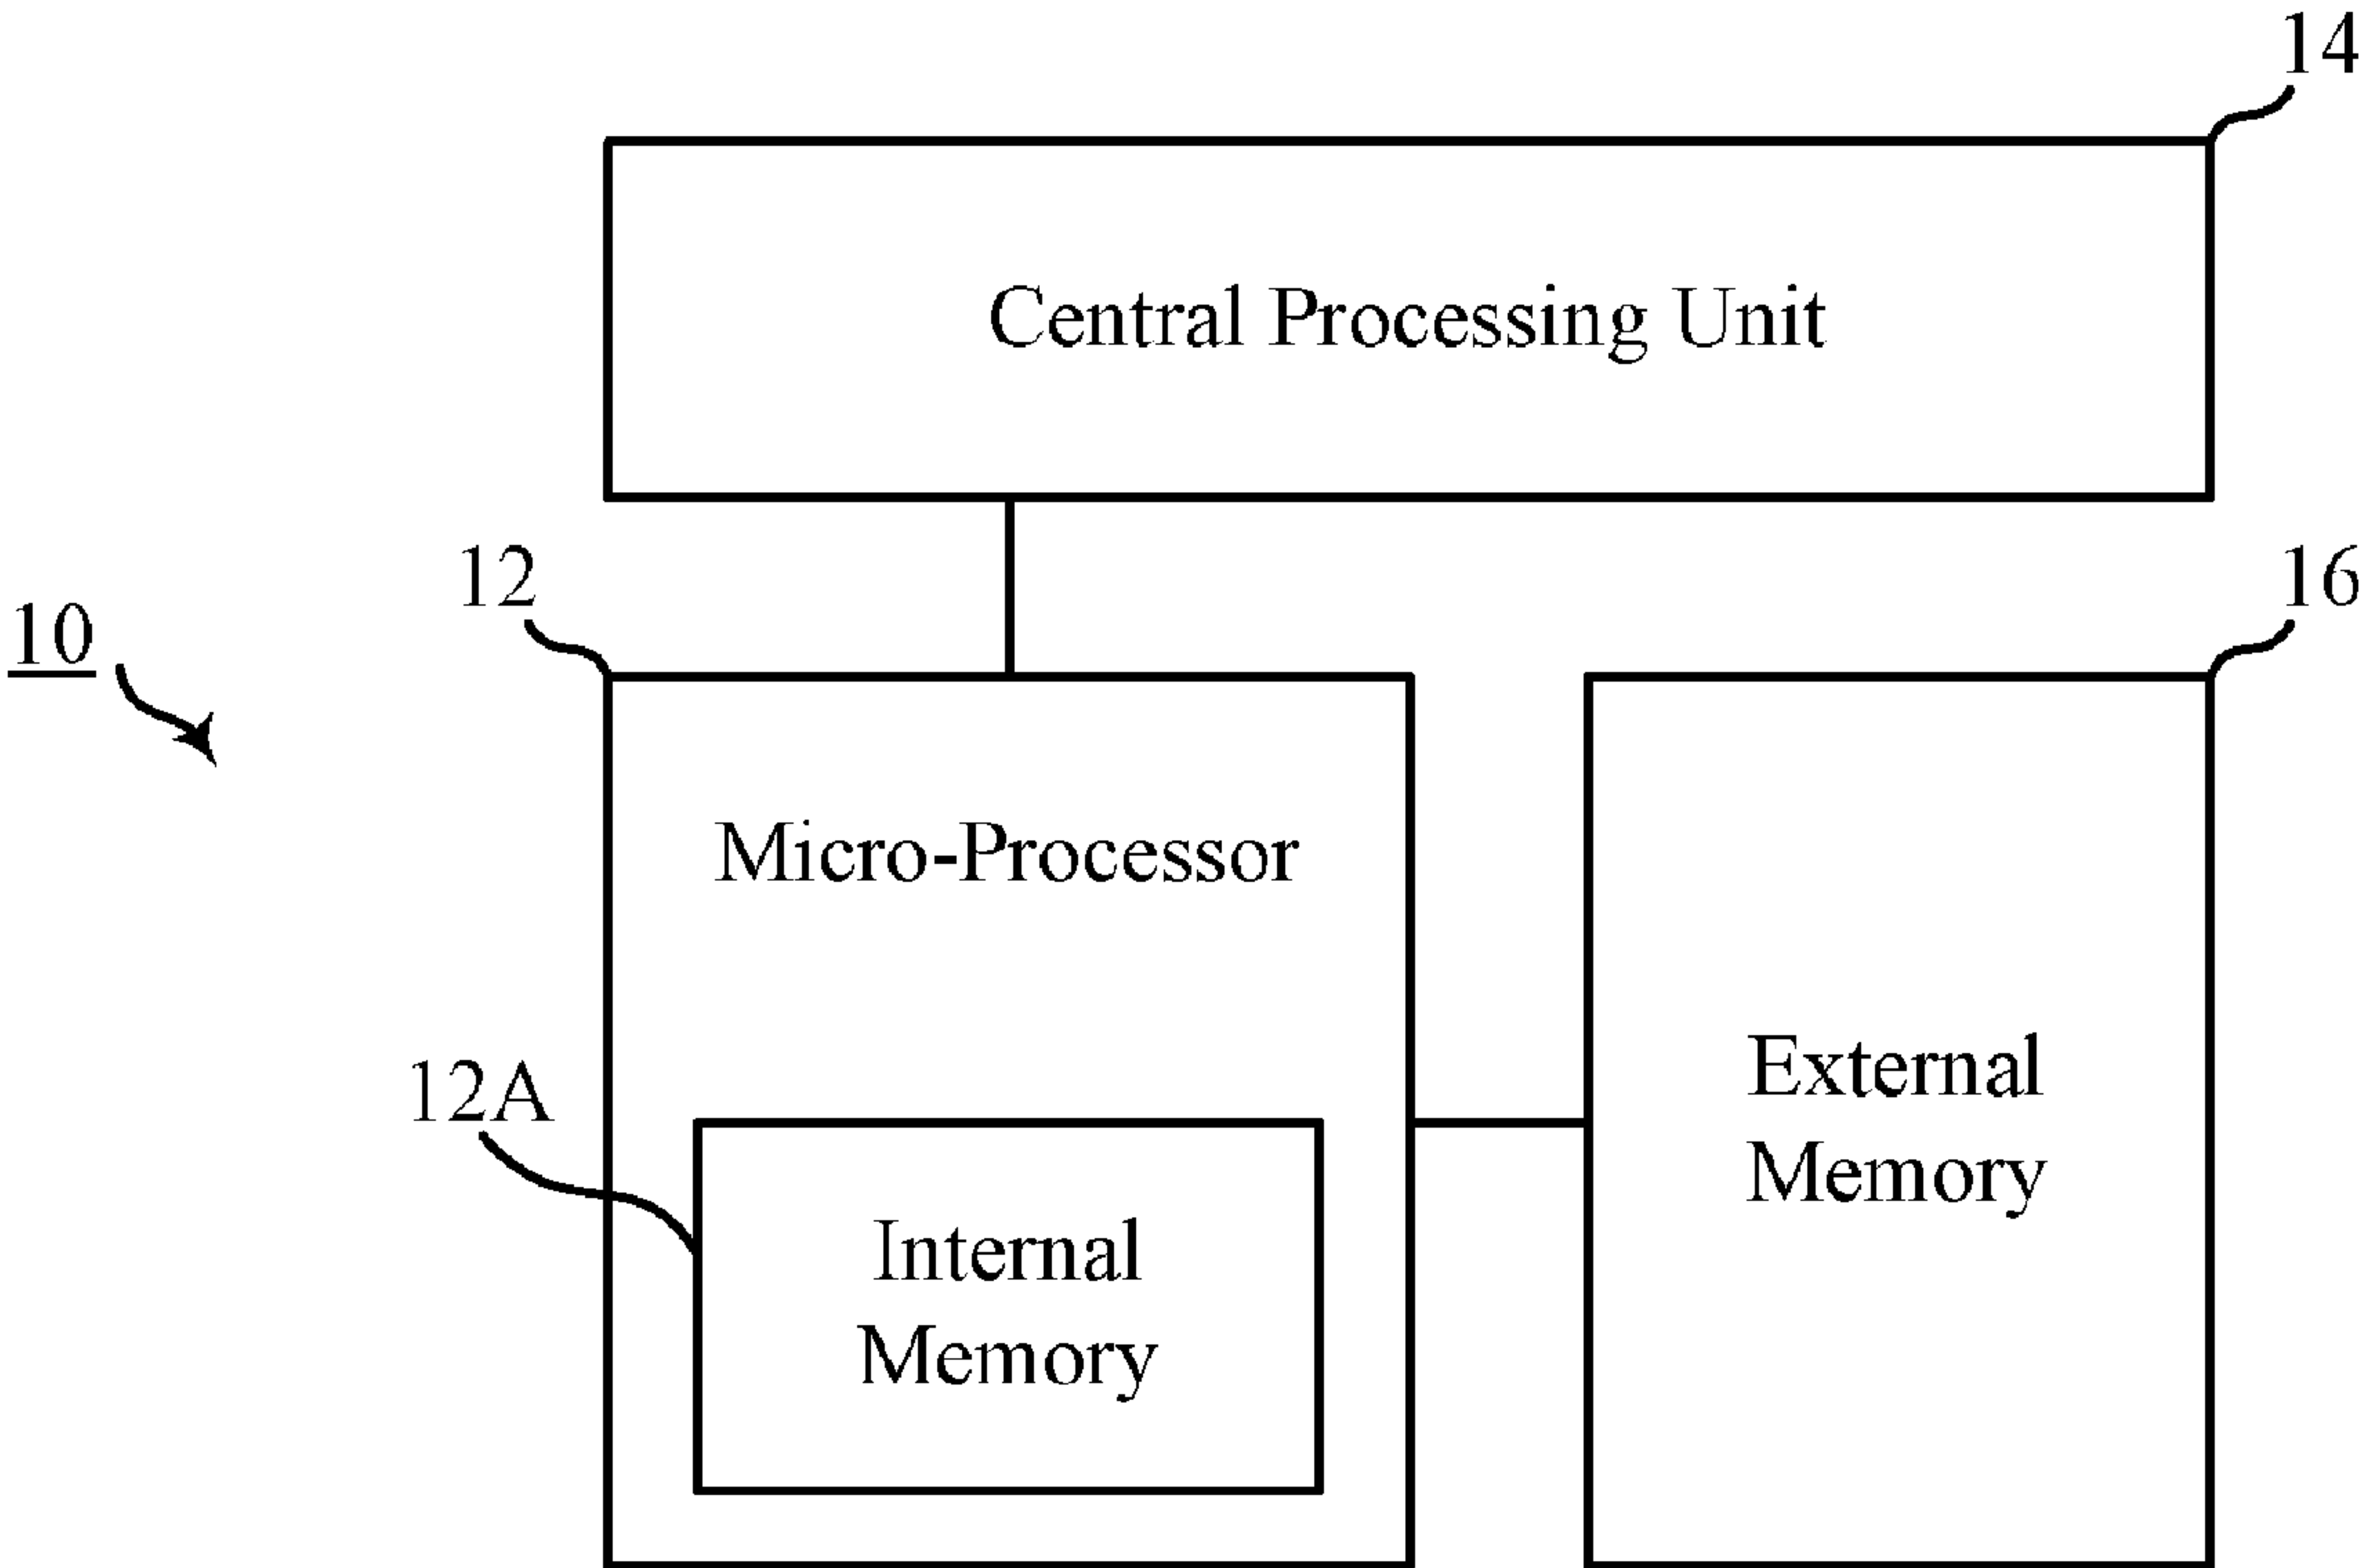 14
Central Processing Unit
12
16
10
Micro-Processor
12A
External
Memory
Internal
Memory